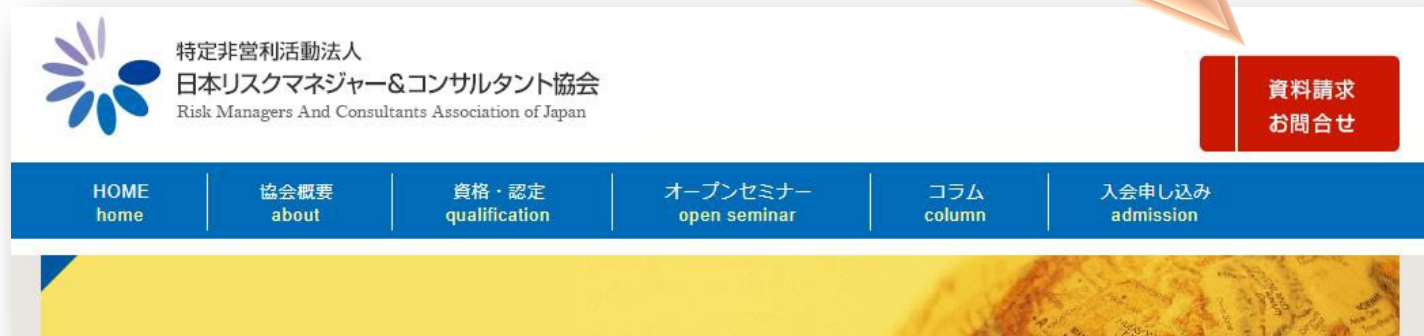 特定非営利活動法人
日本リスクマネジャー&コンサルタント協会
Risk Managers And Consultants Association of Japan
資料請求
お問合せ
HOME
home
協会概要
about
資格・認定
qualification
オープンセミナー
open seminar
コラム
column
入会申し込み
admission